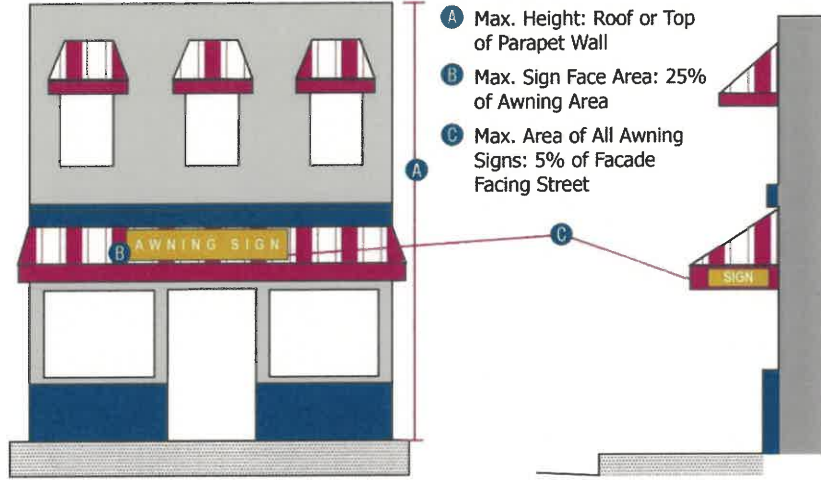 A Max. Height: Roof or Top
of Parapet Wall
B Max. Sign Face Area: 25%
of Awning Area
C Max. Area of All Awning
Signs: 5% of Facade
Facing Street
A
B AWNING SIGN
C
SIGN